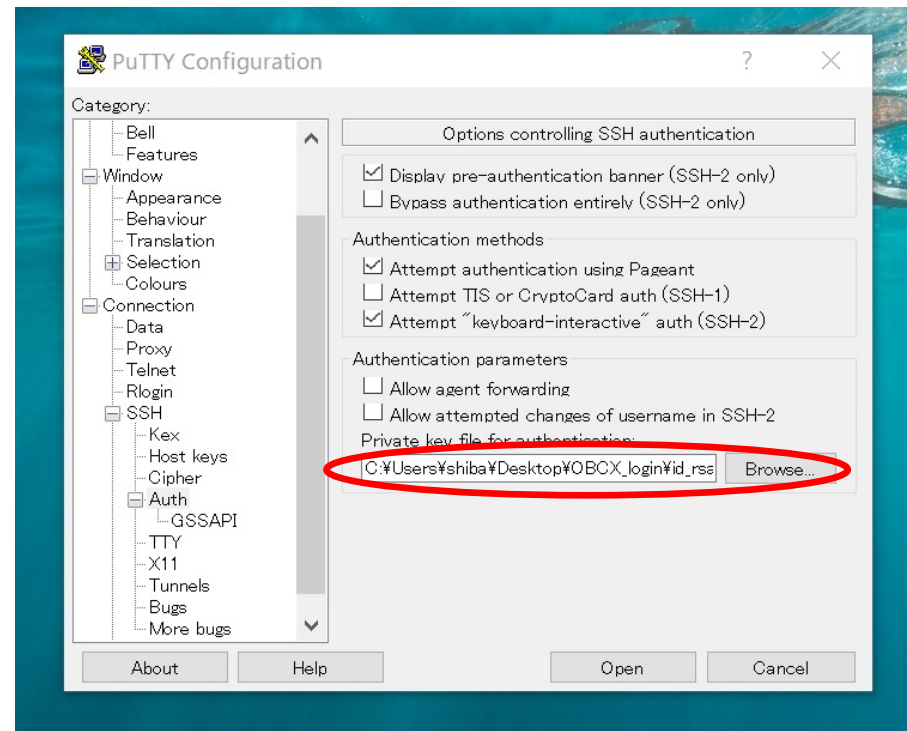 PuTTY Configuration
?
Category:
Bell
Features
Window
Appearance
Behaviour
Translation
Selection
Colours
Connection
Data
Proxy
Telnet
Rlogin
SSH
Kex
Host keys
Cipher
Auth
GSSAPI
TTY
X11
Tunnels
Bugs
More bugs
Options controlling SSH authentication
Display pre-authentication banner (SSH-2 only)
Bypass authentication entirely (SSH-2 only)
Authentication methods
Attempt authentication using Pageant
Attempt TIS or CryptoCard auth (SSH-1)
Attempt "keyboard-interactive" auth (SSH-2)
Authentication parameters
Allow agent forwarding
Allow attempted changes of username in SSH-2
Private key file for authentication:
C:¥Users¥shiba¥Desktop¥OBCX_login¥id_rsa
Browse...
About
Help
Open
Cancel